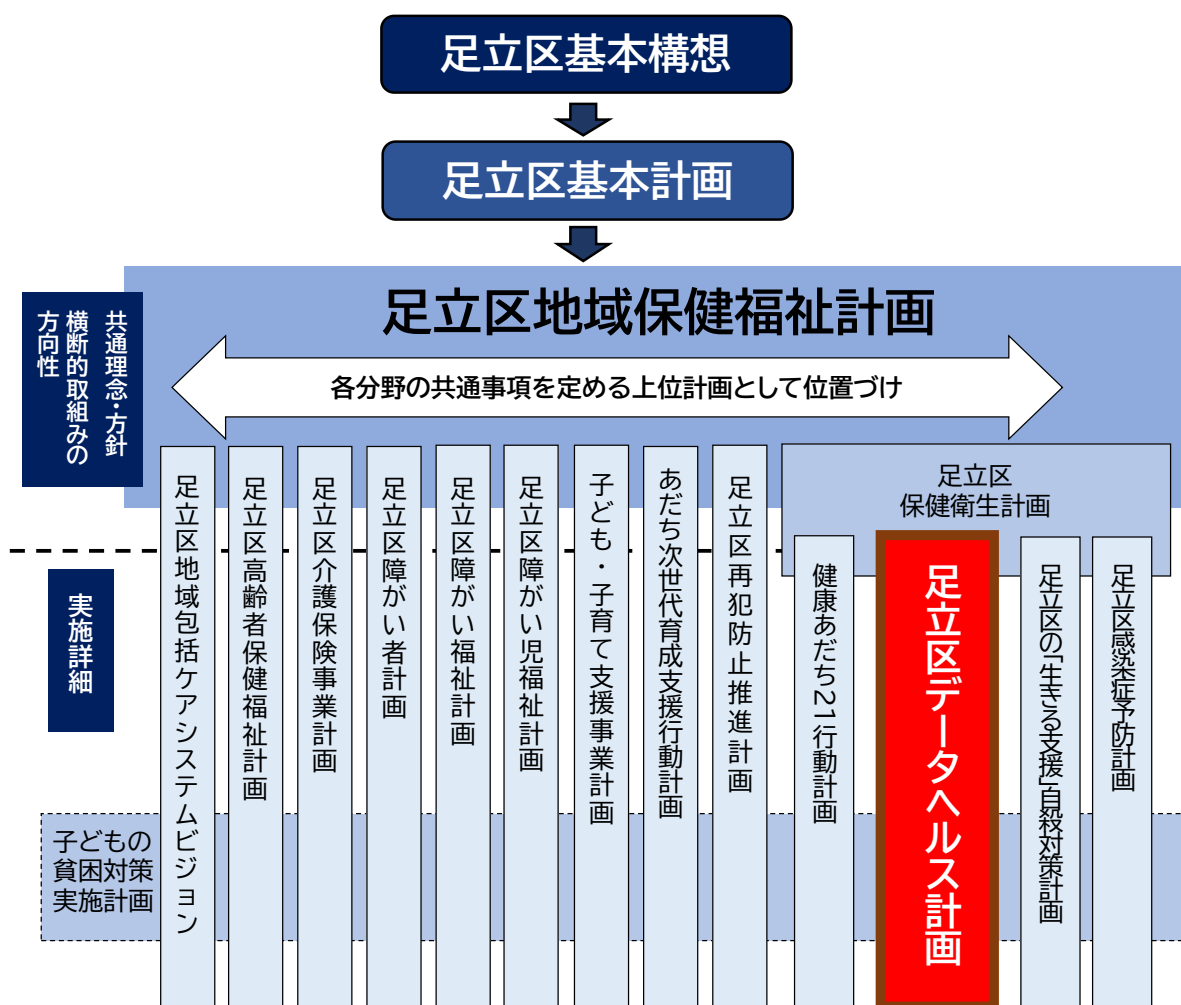 足立区基本構想
足立区基本計画
足立区地域保健福祉計画
各分野の共通事項を定める上位計画として位置づけ
共通理念・方針
横断的取組みの
方向性
実施詳細
子どもの
貧困対策
実施計画
足立区地域包括ケアシステムビジョン
足立区高齢者保健福祉計画
足立区介護保険事業計画
足立区障がい者計画
足立区障がい福祉計画
足立区障がい児福祉計画
子ども・子育て支援事業計画
あだち次世代育成支援行動計画
足立区再犯防止推進計画
足立区
保健衛生計画
健康あだち21行動計画
足立区データヘルス計画
足立区の「生きる支援」自殺対策計画
足立区感染症予防計画